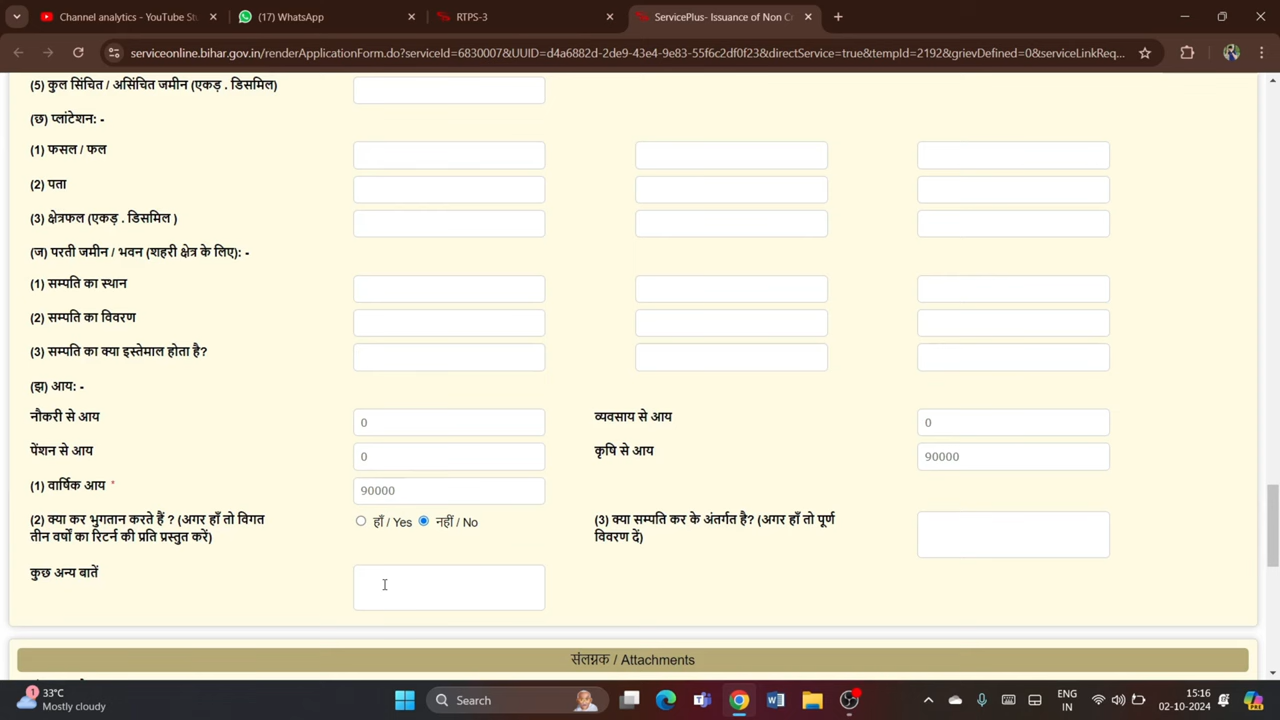 Channel analytics - YouTube St
(17) WhatsApp
RTPS-3
ServicePlus- Issuance of Non Cr
serviceonline.bihar.gov.in/renderApplicationForm.do?serviceId=6830007&UUID=d4a6882d-2de9-43e4-9e83-55f6c2df0f23&directService=true&tempId=2192&grievDefined=0&serviceLinkReq...
(5) कुल सिंचित / असिंचित जमीन (एकड़ . डिसमिल)
(छ) प्लांटेशन: -
(1) फसल / फल
(2) पता
(3) क्षेत्रफल (एकड़ . डिसमिल )
(ज) परती जमीन / भवन (शहरी क्षेत्र के लिए): -
(1) सम्पति का स्थान
(2) सम्पति का विवरण
(3) सम्पति का क्या इस्तेमाल होता है?
(झ) आय: -
नौकरी से आय 0 व्यवसाय से आय 0
पेंशन से आय 0 कृषि से आय 90000
(1) वार्षिक आय * 90000
(2) क्या कर भुगतान करते हैं ? (अगर हाँ तो विगत तीन वर्षों का रिटर्न की प्रति प्रस्तुत करें)
हाँ / Yes नहीं / No
(3) क्या सम्पति कर के अंतर्गत है? (अगर हाँ तो पूर्ण विवरण दें)
कुछ अन्य बातें
संलग्नक / Attachments
1
33°C
Mostly cloudy
Search
ENG
IN
15:16
02-10-2024